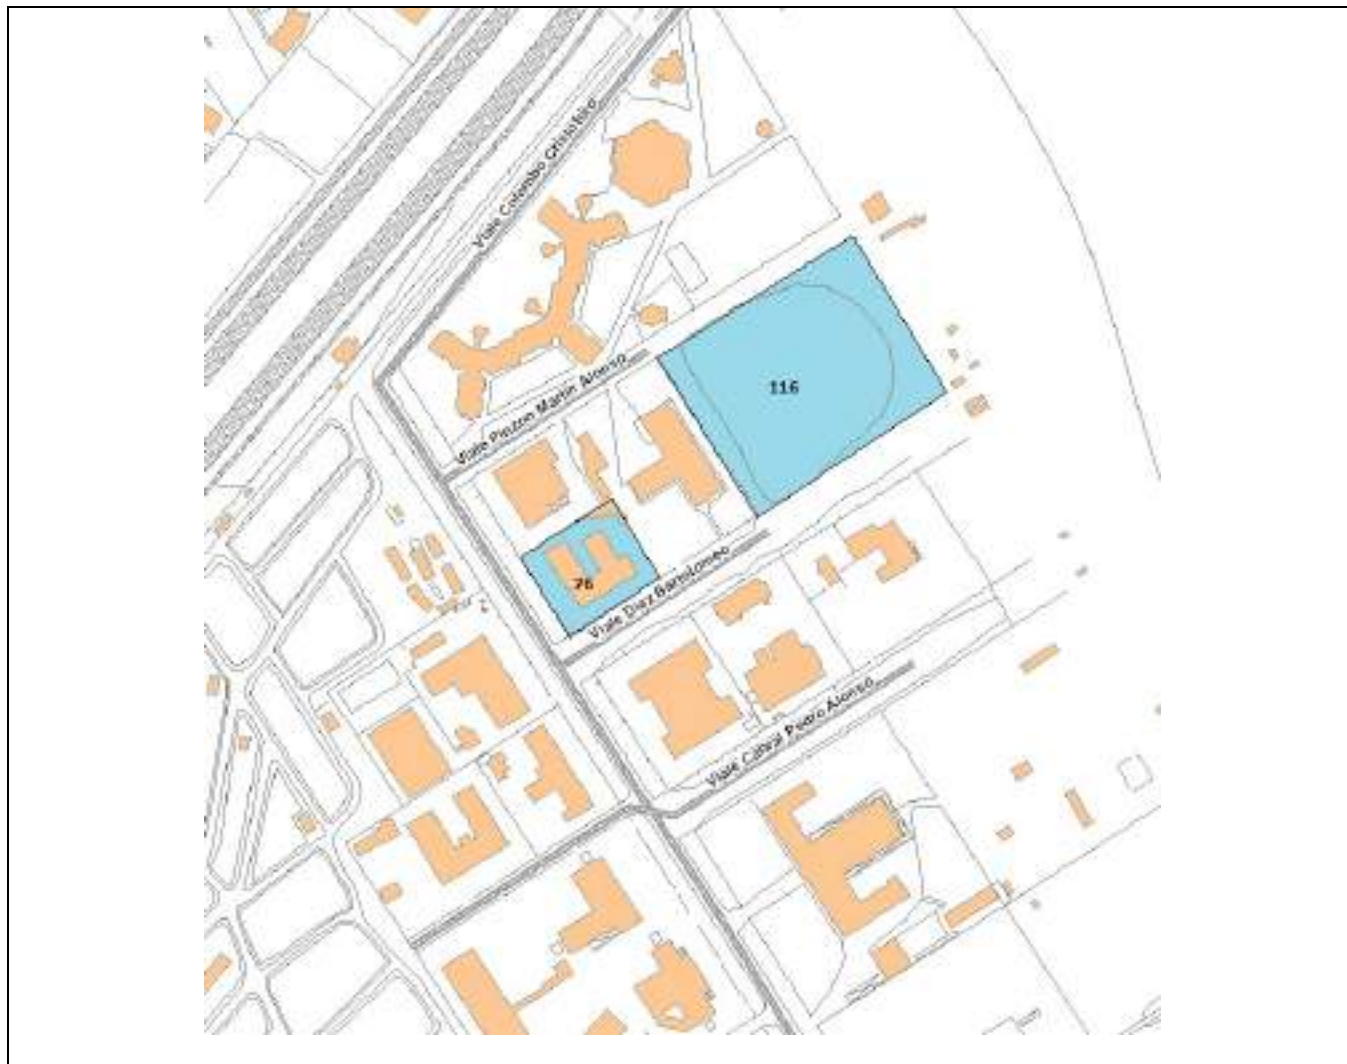 Viale Colombo Cristoforo
116
Viale Pinzon Martin Alonso
76
Viale Diaz Bartolomeo
Viale Cabral Pedro Alonso